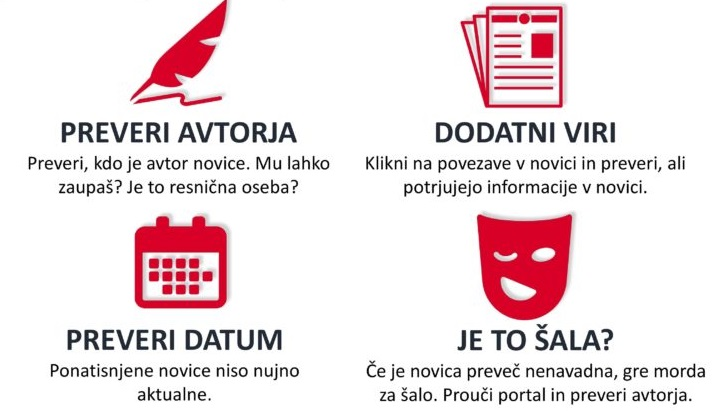 PREVERI AVTORJA
Preveri, kdo je avtor novice. Mu lahko
zaupaš? Je to resnična oseba?
DODATNI VIRI
Klikni na povezave v novici in preveri, ali
potrjujejo informacije v novici.
PREVERI DATUM
Ponatisnjene novice niso nujno
aktualne.
JE TO ŠALA?
Če je novica preveč nenavadna, gre morda
za šalo. Prouči portal in preveri avtorja.